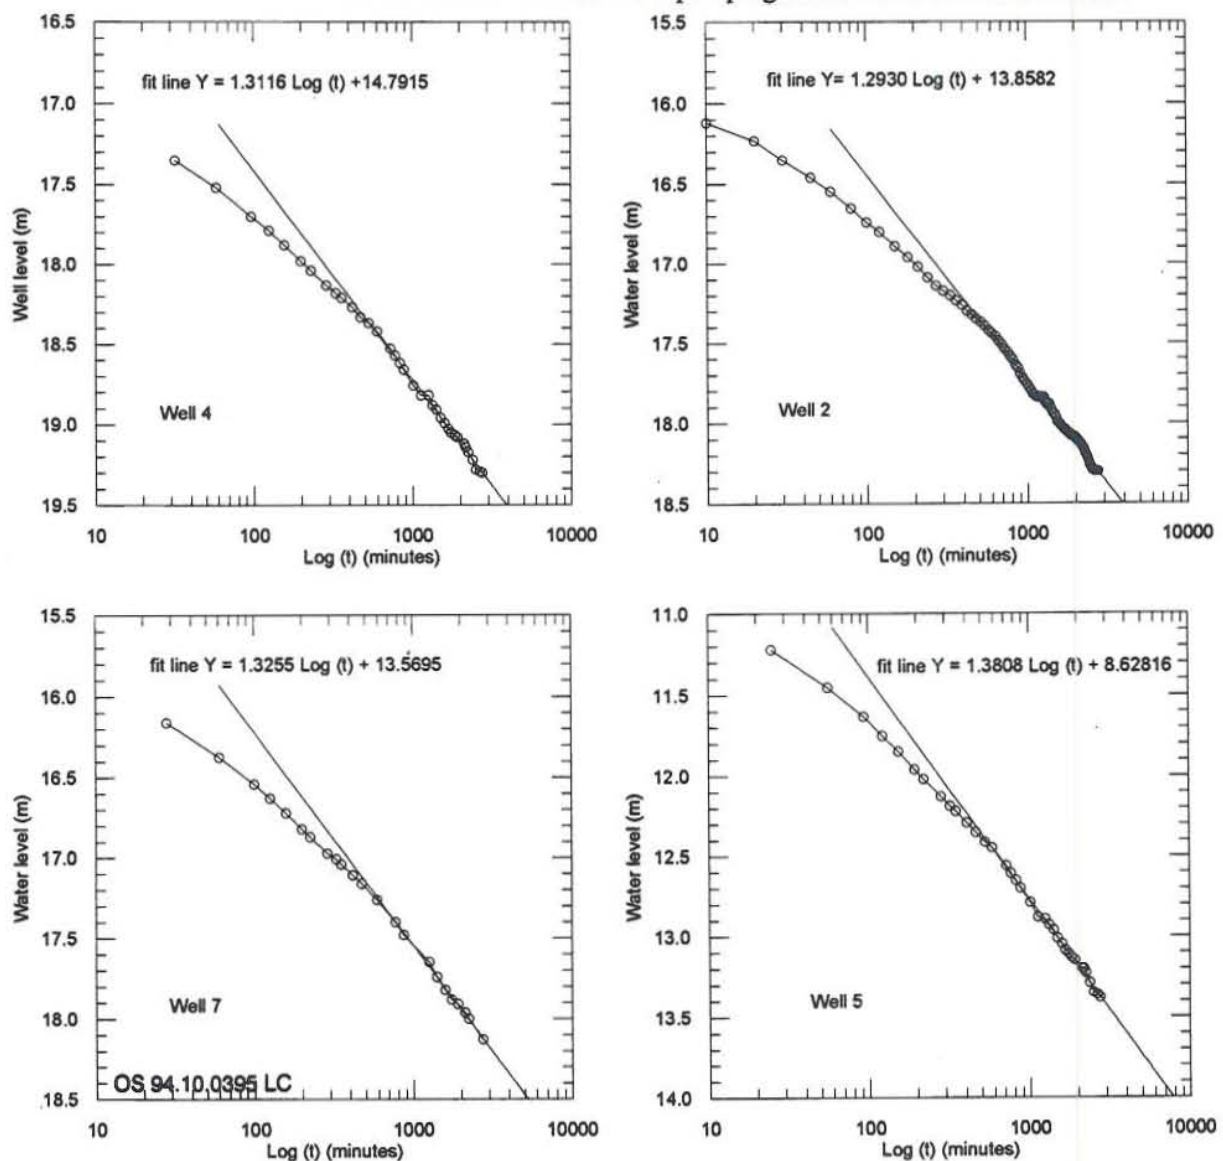 16.5
fit line Y = 1.3116 Log (t) +14.7915
17.0
17.5
18.0
18.5
19.0
19.5
Well level (m)
Well 4
10 100 1000 10000
Log (t) (minutes)
15.5
fit line Y= 1.2930 Log (t) + 13.8582
16.0
16.5
17.0
17.5
18.0
18.5
Water level (m)
Well 2
10 100 1000 10000
Log (t) (minutes)
15.5
fit line Y = 1.3255 Log (t) + 13.5695
16.0
16.5
17.0
17.5
18.0
18.5
Water level (m)
Well 7
OS 94.10.0395 LC
10 100 1000 10000
Log (t) (minutes)
11.0
fit line Y = 1.3808 Log (t) + 8.62816
11.5
12.0
12.5
13.0
13.5
14.0
Water level (m)
Well 5
10 100 1000 10000
Log (t) (minutes)